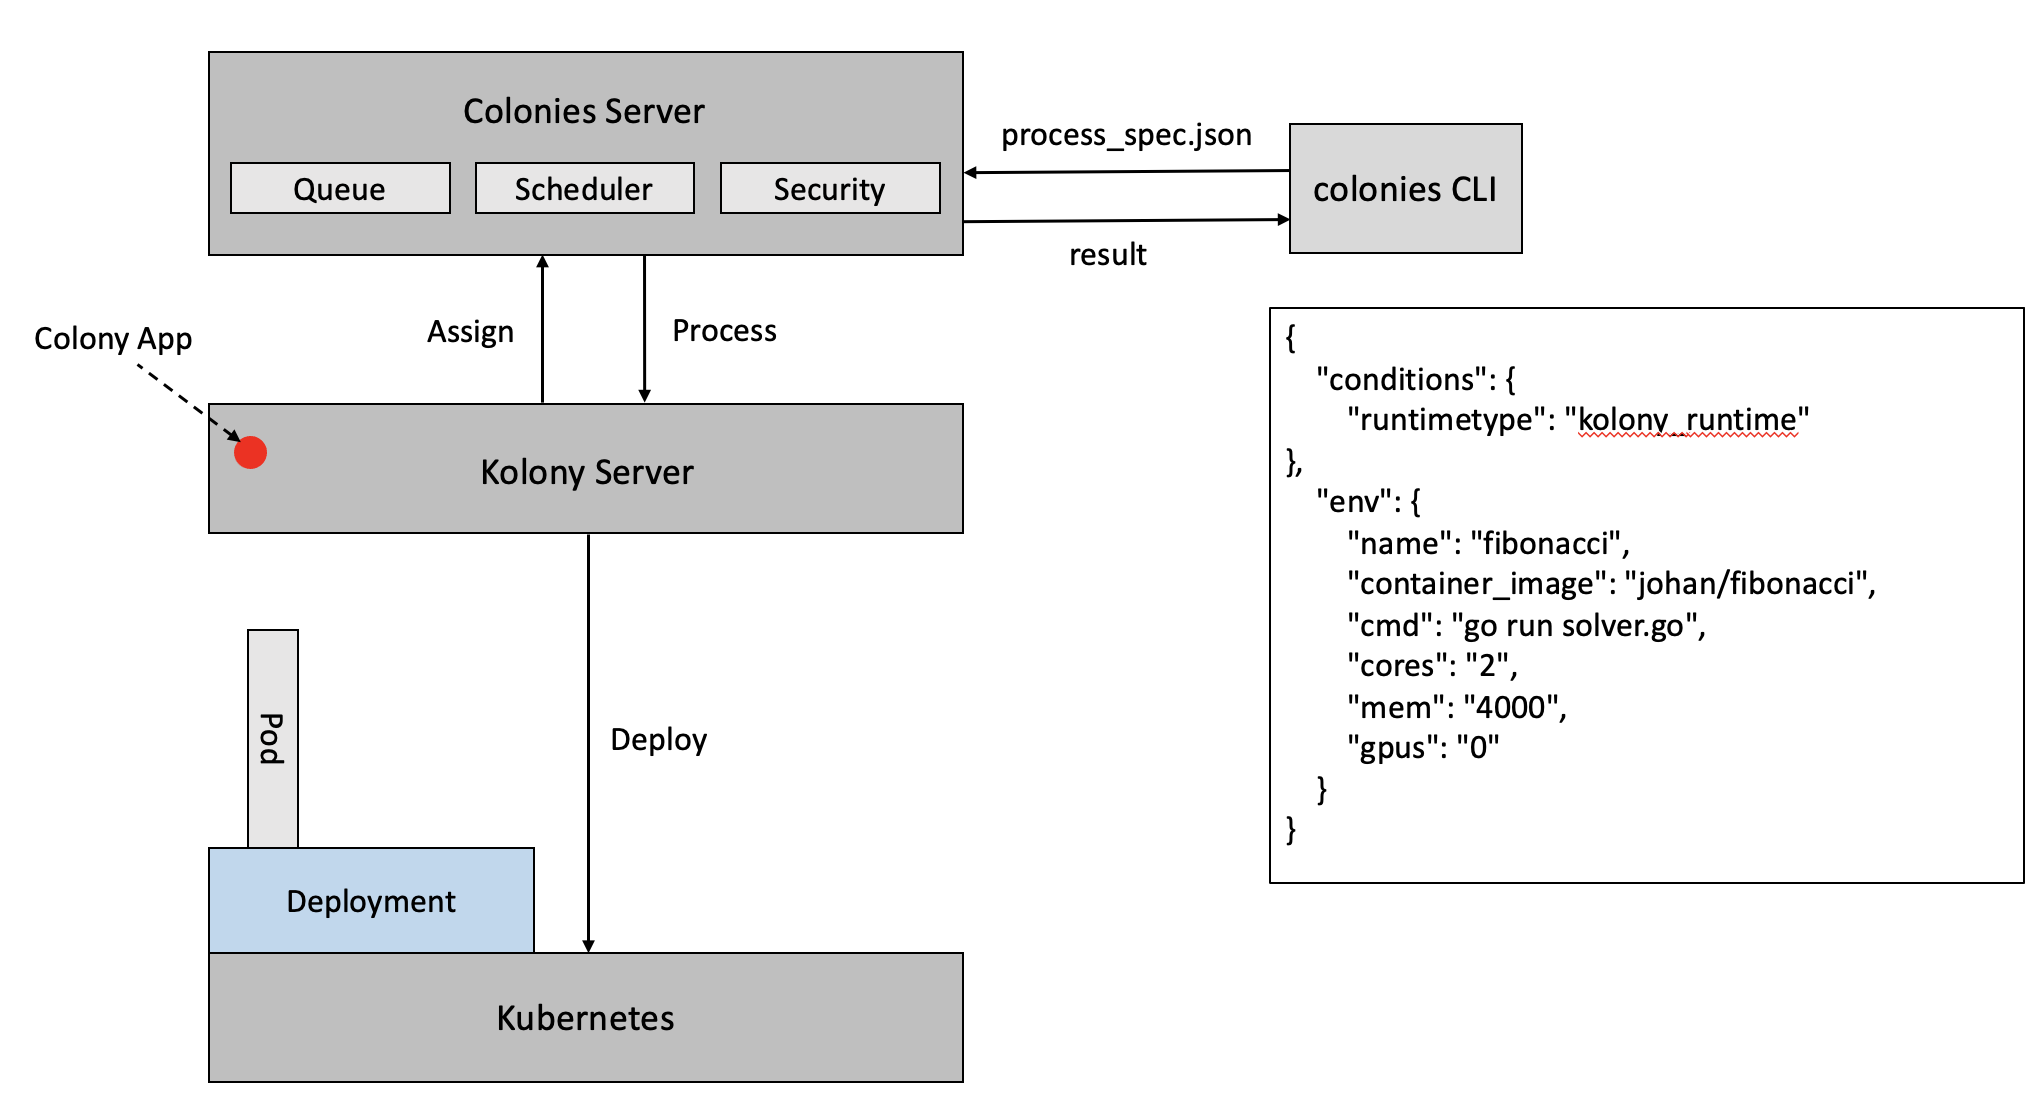 Colonies Server
Queue
Scheduler
Security
process_spec.json
colonies CLI
result
Colony App
Assign
Process
Kolony Server
Deploy
Pod
Deployment
Kubernetes
{
"conditions": {
"runtimetype": "kolony_runtime"
},
"env": {
"name": "fibonacci",
"container_image": "johan/fibonacci",
"cmd": "go run solver.go",
"cores": "2",
"mem": "4000",
"gpus": "0"
}
}